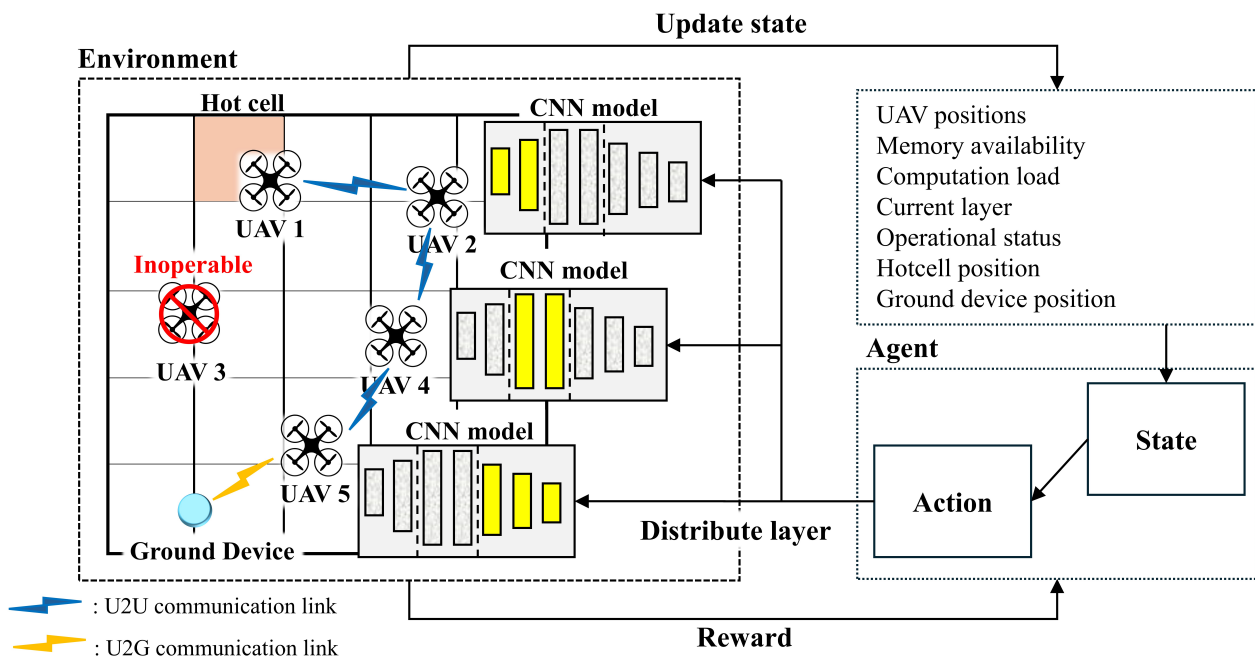 Update state
Environment
Hot cell
CNN model
UAV 1
UAV 2
Inoperable
UAV 3
CNN model
UAV 4
CNN model
UAV 5
Ground Device
UAV positions
Memory availability
Computation load
Current layer
Operational status
Hotcell position
Ground device position
Agent
State
Action
Distribute layer
: U2U communication link
: U2G communication link
Reward